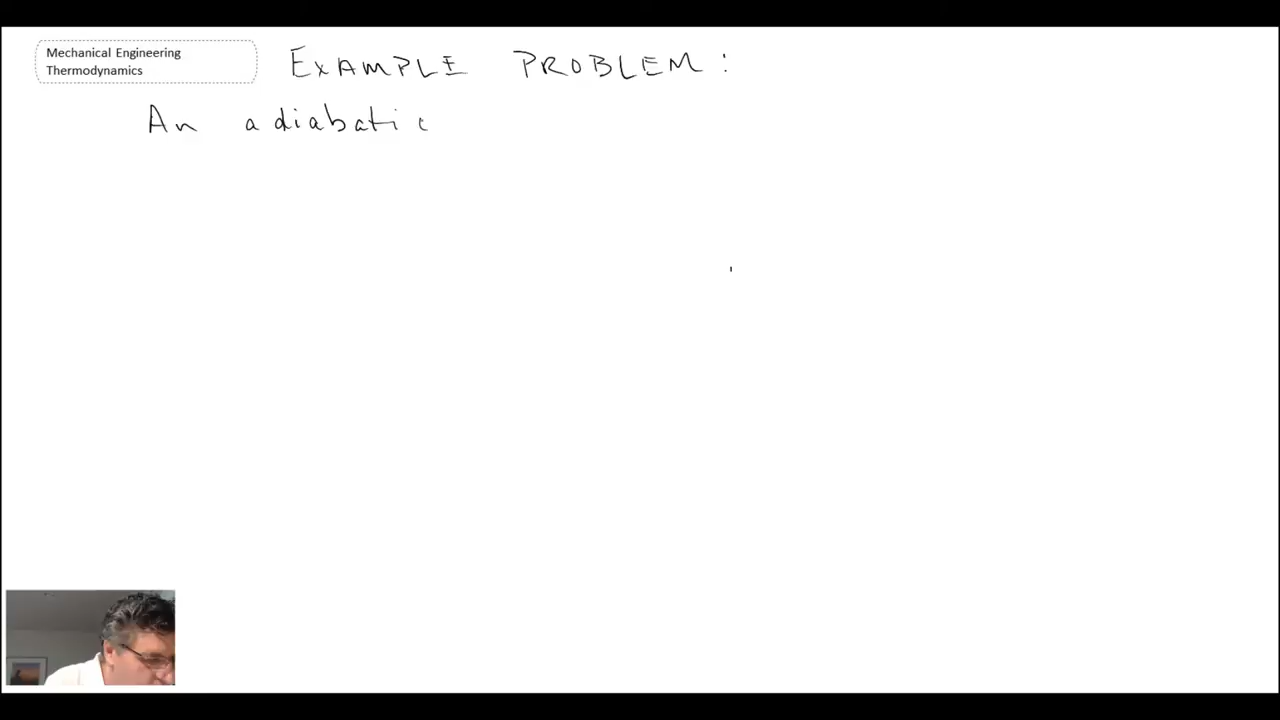 Mechanical Engineering
Thermodynamics
EXAMPLE PROBLEM:
An adiabatic